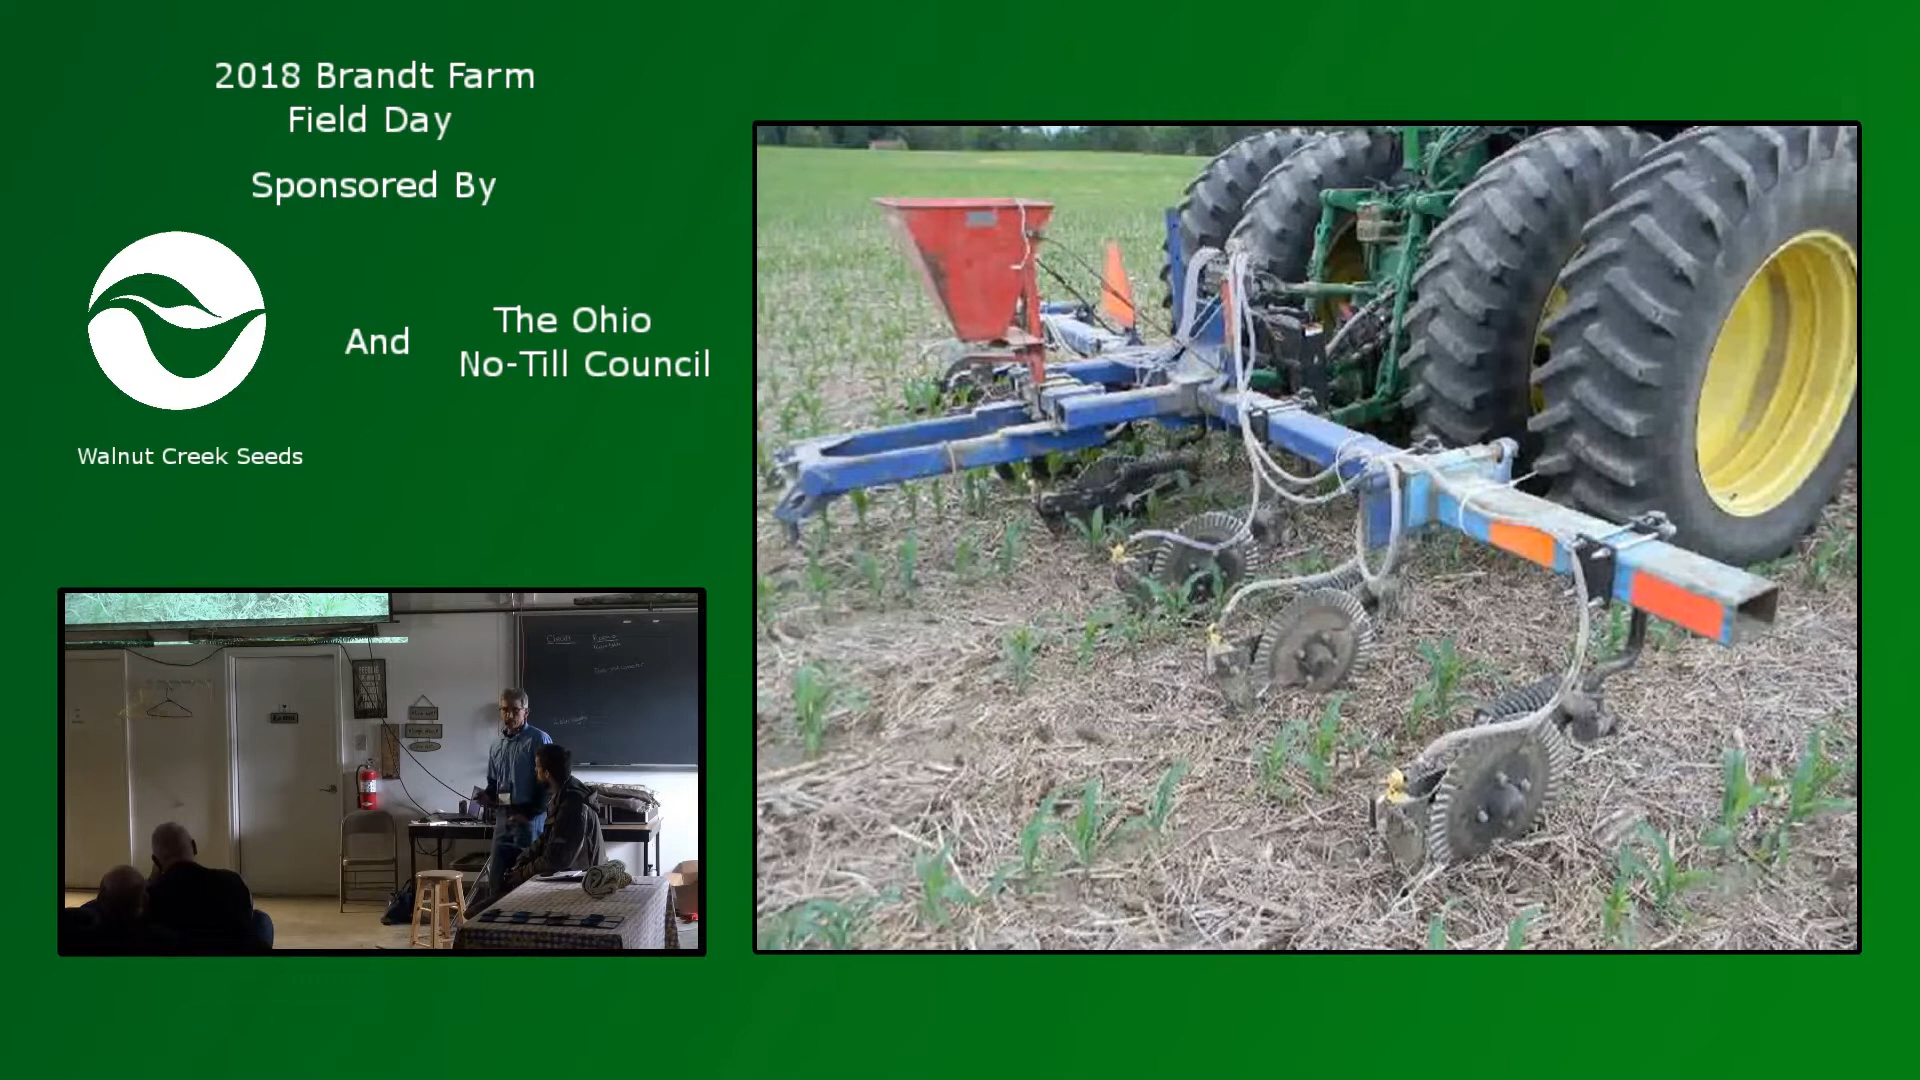 2018 Brandt Farm
Field Day
Sponsored By
And
The Ohio
No-Till Council
Walnut Creek Seeds